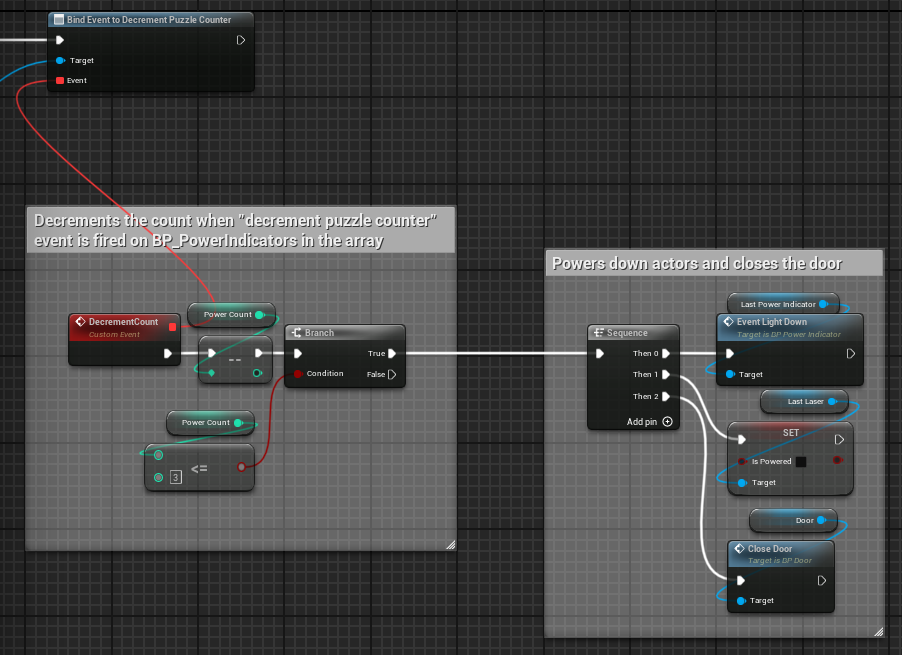 Bind Event to Decrement Puzzle Counter
Target
Event
Decrements the count when "decrement puzzle counter"
event is fired on BP_PowerIndicators in the array
DecrementCount
Custom Event
Power Count
--
Branch
True
Condition
False
Power Count
3
<=
Powers down actors and closes the door
Sequence
Then 0
Then 1
Then 2
Add pin
Last Power Indicator
Event Light Down
Target is BP Power Indicator
Target
Last Laser
SET
Is Powered
Target
Door
Close Door
Target is BP Door
Target